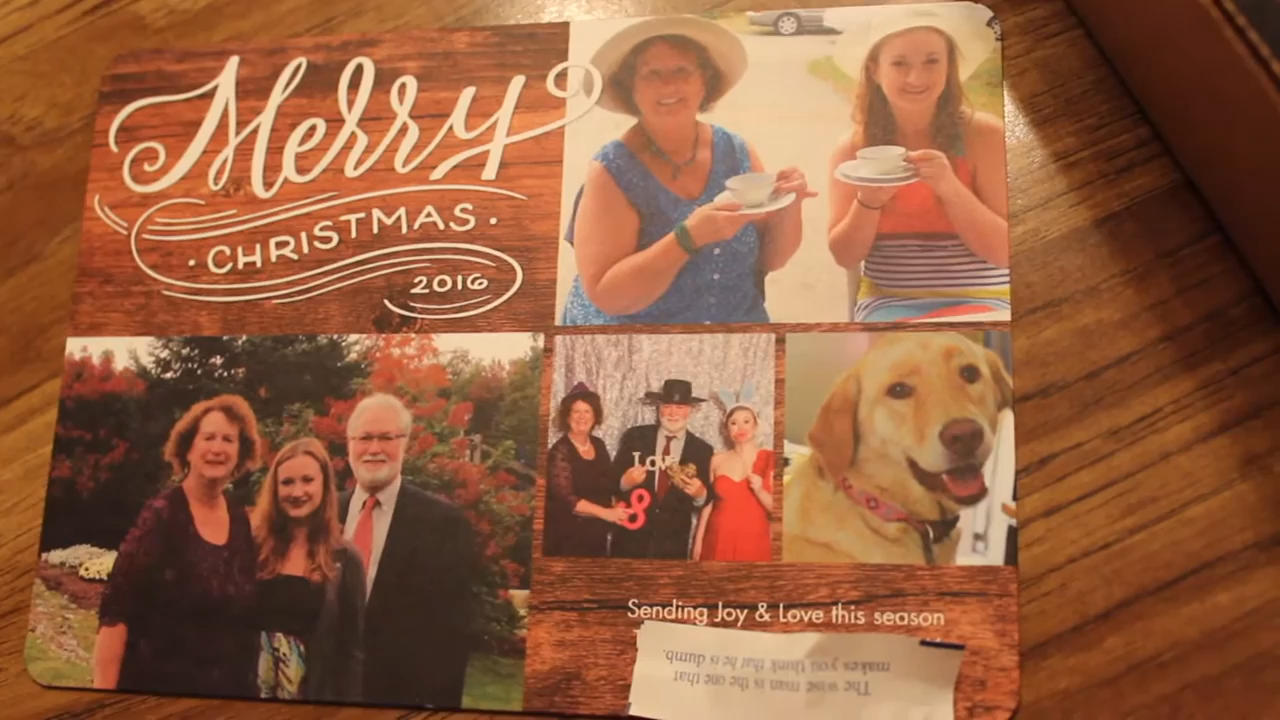 Merry
· CHRISTMAS ·
2016
Love
Sending Joy & Love this season
The wise man is the one that
makes you think that he is dumb.